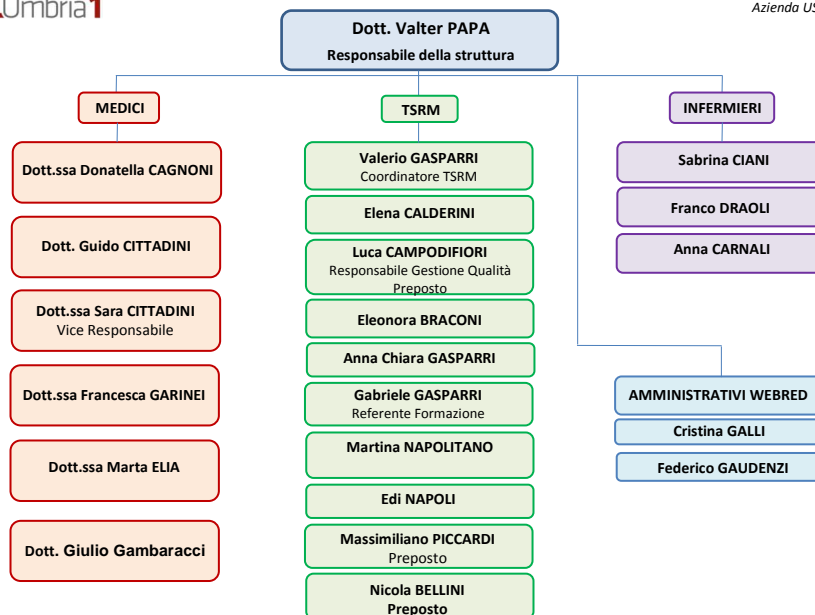 Umbria1
Azienda US
Dott. Valter PAPA
Responsabile della struttura
MEDICI
Dott.ssa Donatella CAGNONI
Dott. Guido CITTADINI
Dott.ssa Sara CITTADINI
Vice Responsabile
Dott.ssa Francesca GARINEI
Dott.ssa Marta ELIA
Dott. Giulio Gambaracci
TSRM
Valerio GASPARRI
Coordinatore TSRM
Elena CALDERINI
Luca CAMPODIFIORI
Responsabile Gestione Qualità
Preposto
Eleonora BRACONI
Anna Chiara GASPARRI
Gabriele GASPARRI
Referente Formazione
Martina NAPOLITANO
Edi NAPOLI
Massimiliano PICCARDI
Preposto
Nicola BELLINI
Preposto
INFERMIERI
Sabrina CIANI
Franco DRAOLI
Anna CARNALI
AMMINISTRATIVI WEBRED
Cristina GALLI
Federico GAUDENZI